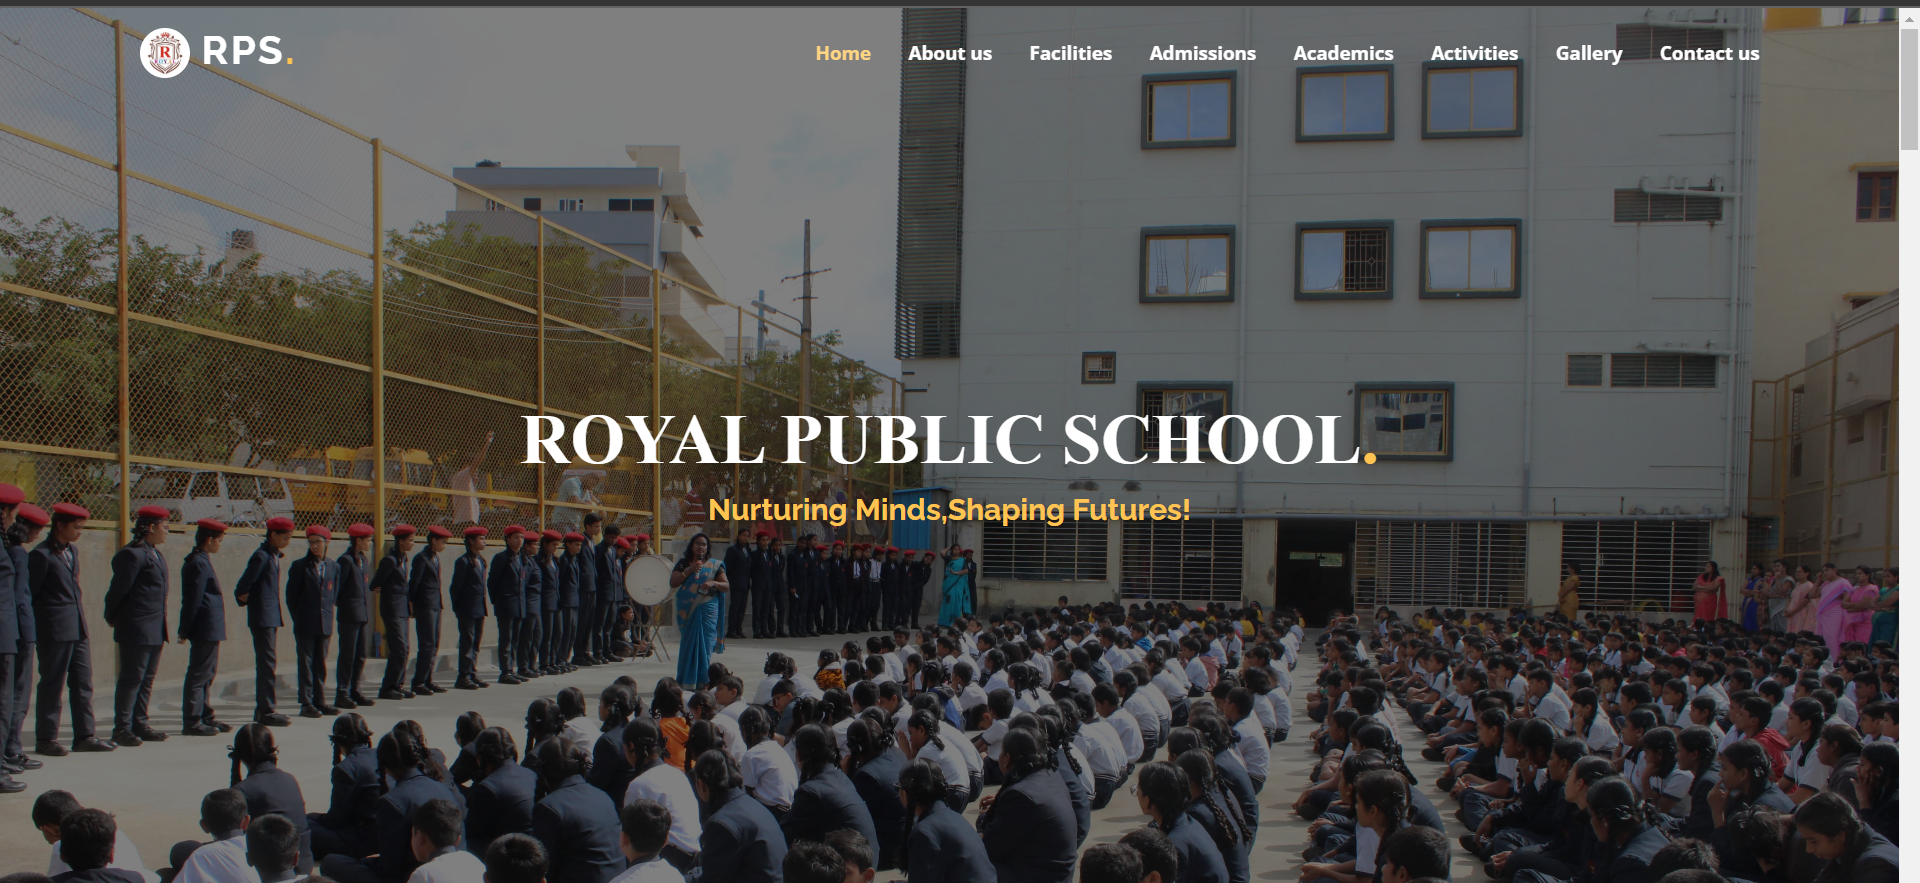 RPS.
Home About us Facilities Admissions Academics Activities Gallery Contact us
ROYAL PUBLIC SCHOOL.
Nurturing Minds,Shaping Futures!